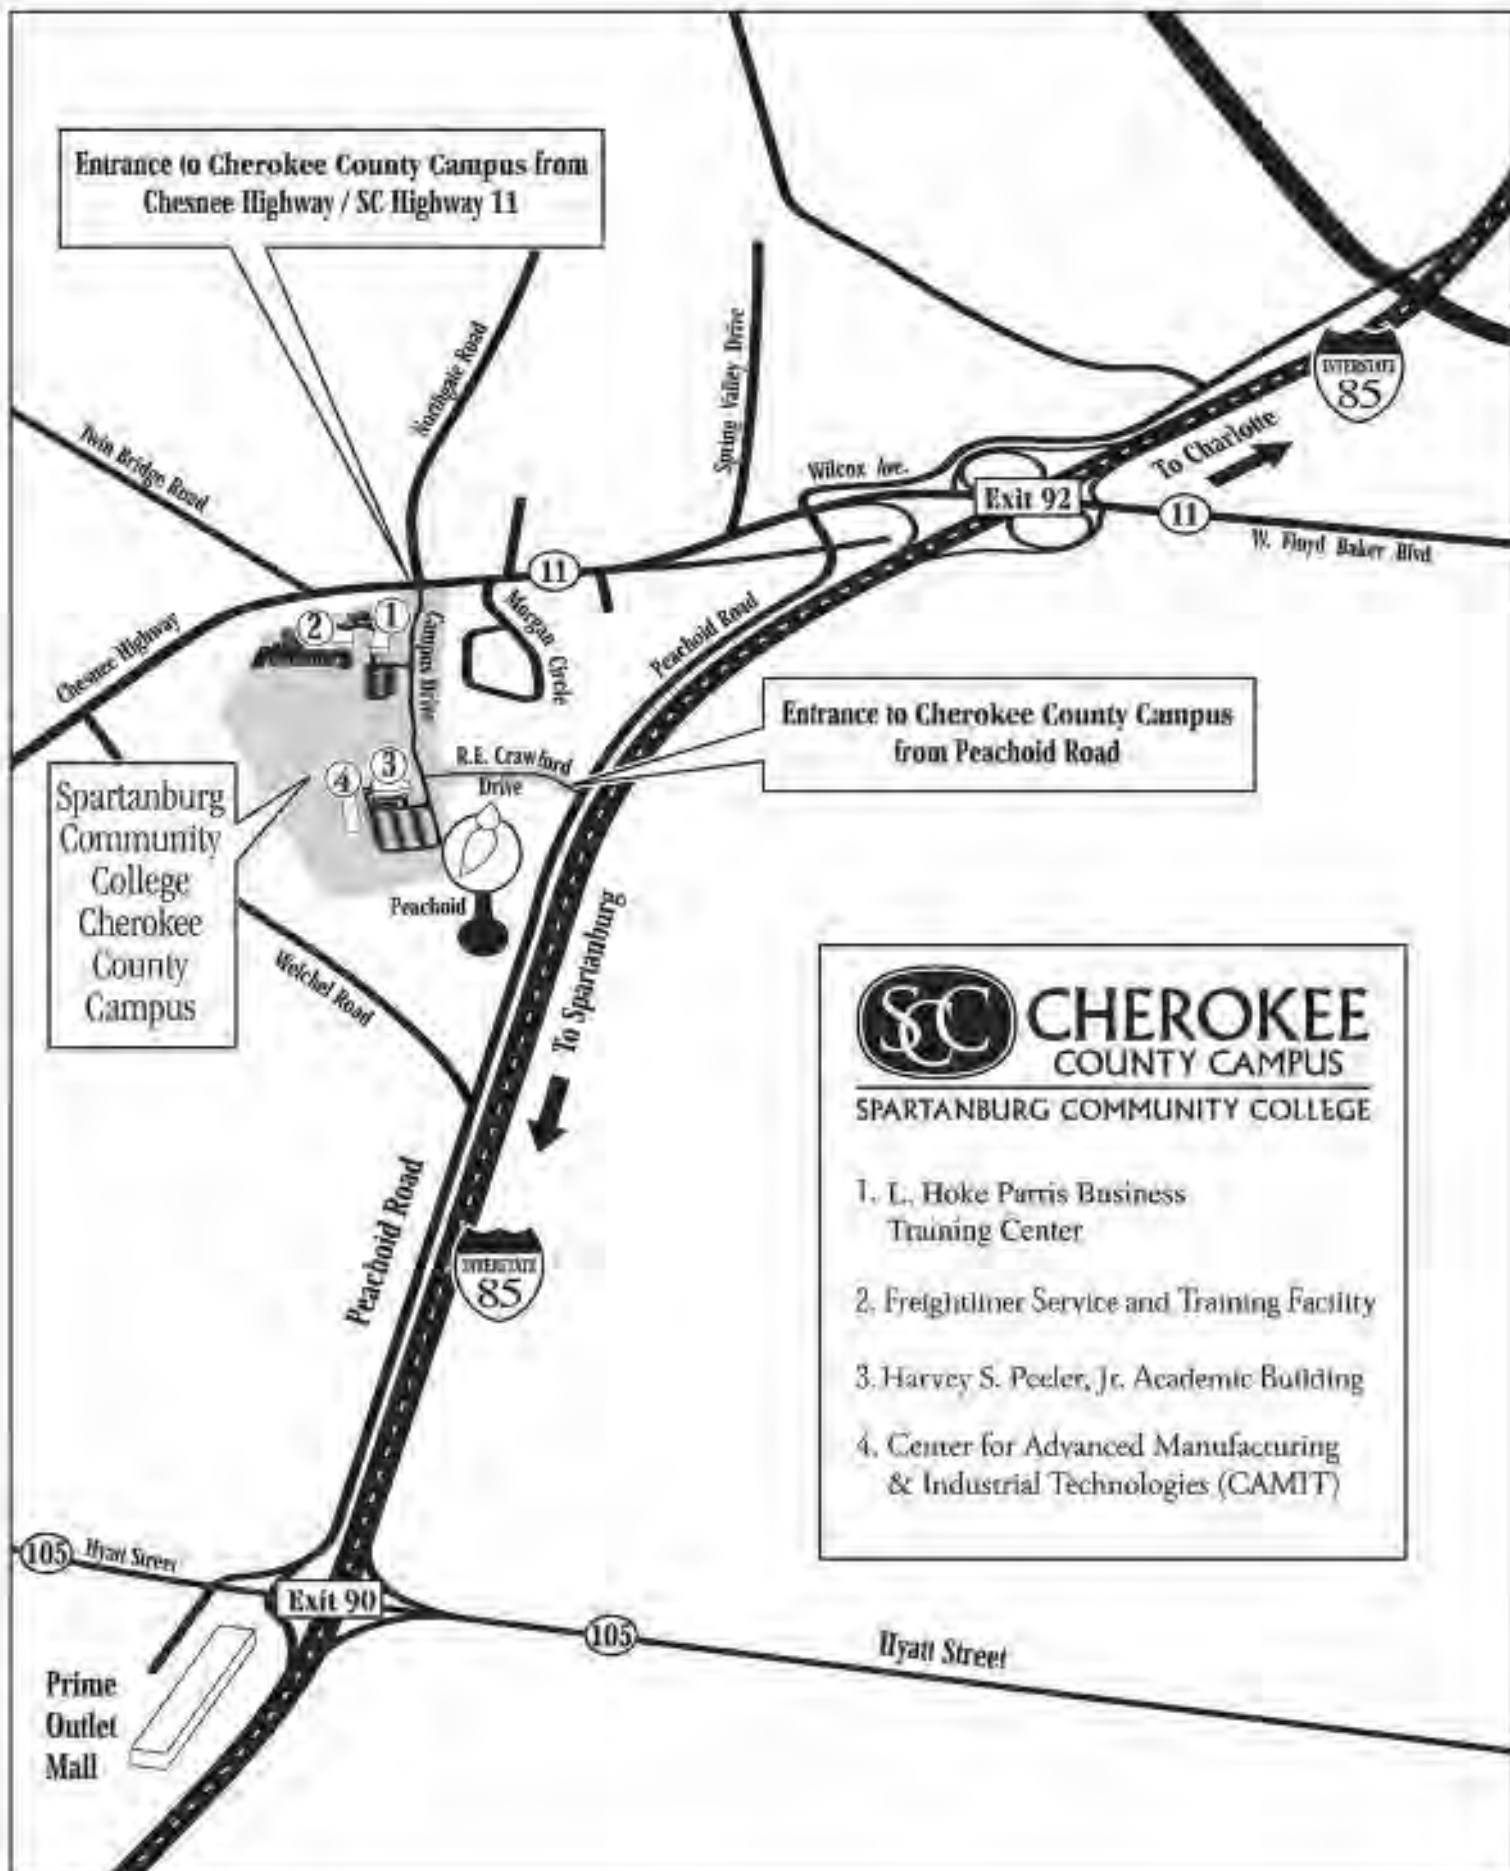 Entrance to Cherokee County Campus from
Chesnee Highway / SC Highway 11
Northgate Road
Spring Valley Drive
INTERSTATE
85
To Charlotte
Twin Bridge Road
Wilcox Ave.
Exit 92
11
W. Floyd Baker Blvd
11
Chesnee Highway
1
2
Campus Drive
Morgan Circle
Peachoid Road
Entrance to Cherokee County Campus
from Peachoid Road
R.E. Crawford
Drive
3
4
Spartanburg
Community
College
Cherokee
County
Campus
Peachoid
Weichel Road
To Spartanburg
Peachoid Road
INTERSTATE
85
SCC
CHEROKEE
COUNTY CAMPUS
SPARTANBURG COMMUNITY COLLEGE
1. L. Hoke Parris Business
Training Center
2. Freightliner Service and Training Facility
3. Harvey S. Peeler, Jr. Academic Building
4. Center for Advanced Manufacturing
& Industrial Technologies (CAMIT)
105
Hyatt Street
Exit 90
105
Hyatt Street
Prime
Outlet
Mall